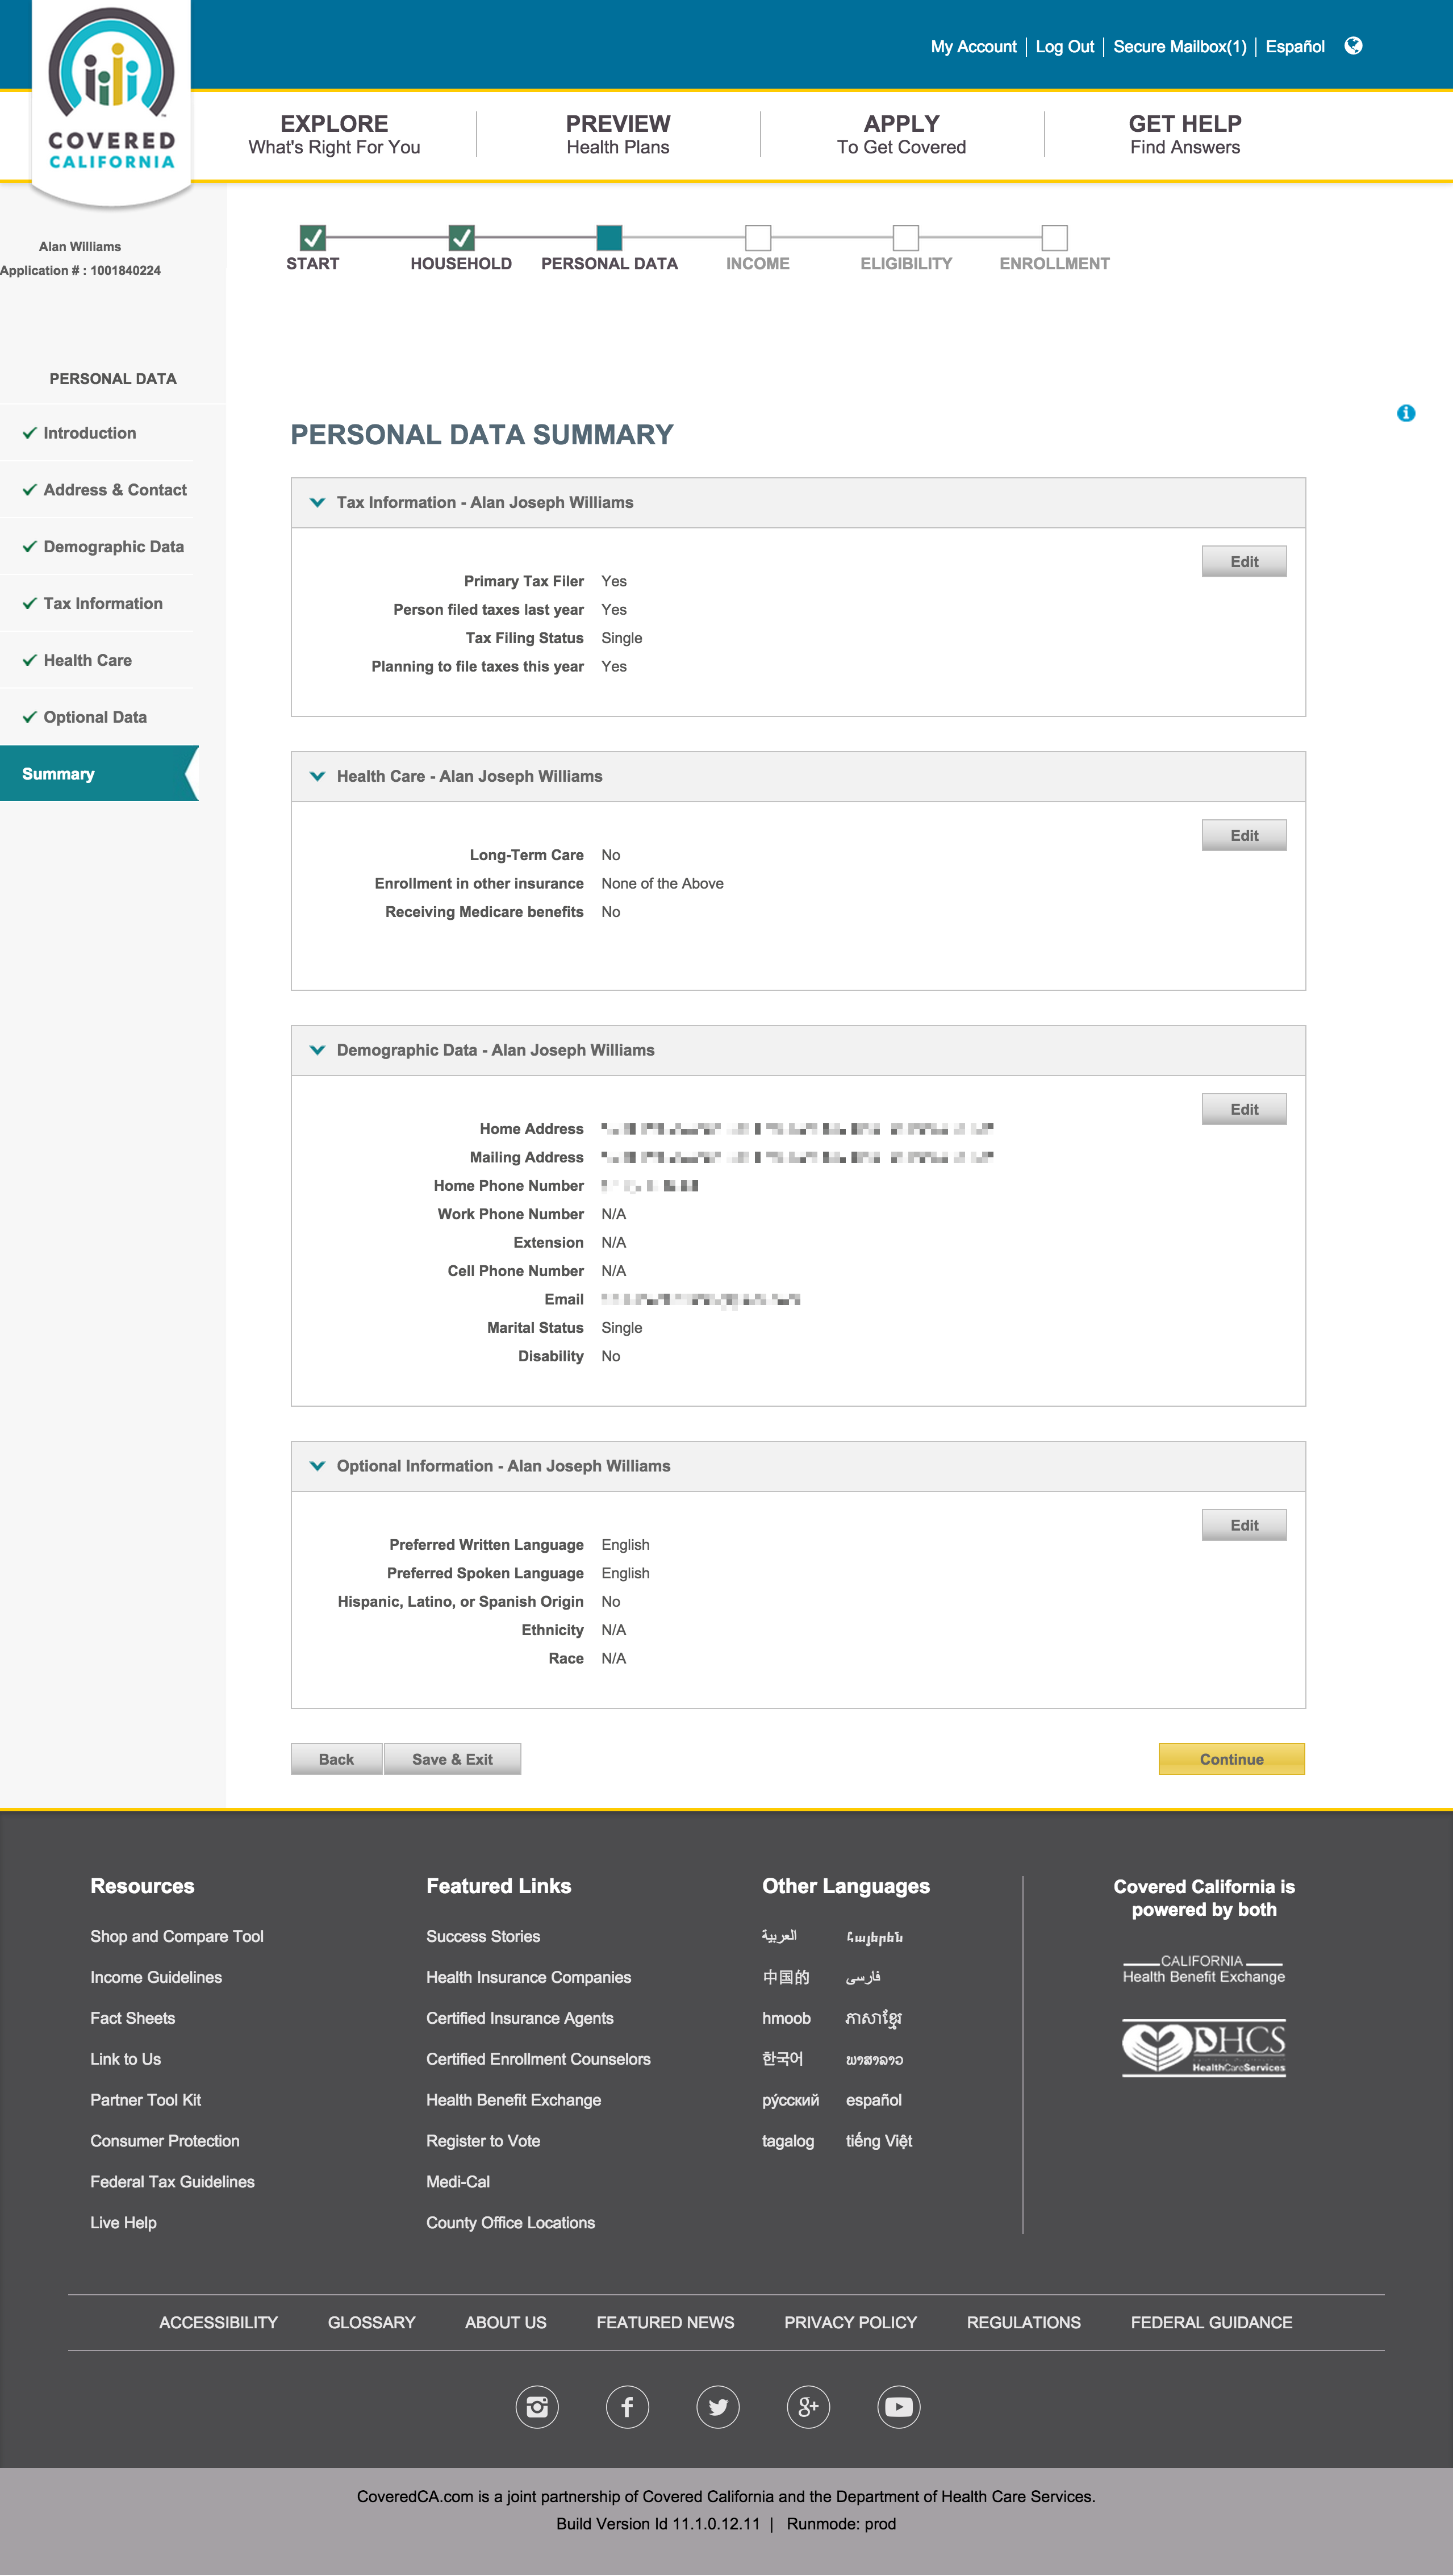 My Account | Log Out | Secure Mailbox(1) | Español
COVERED
CALIFORNIA
EXPLORE
What's Right For You
PREVIEW
Health Plans
APPLY
To Get Covered
GET HELP
Find Answers
Alan Williams
Application # : 1001840224
START
HOUSEHOLD
PERSONAL DATA
INCOME
ELIGIBILITY
ENROLLMENT
PERSONAL DATA
Introduction
Address & Contact
Demographic Data
Tax Information
Health Care
Optional Data
Summary
PERSONAL DATA SUMMARY
Tax Information - Alan Joseph Williams
Edit
Primary Tax Filer Yes
Person filed taxes last year Yes
Tax Filing Status Single
Planning to file taxes this year Yes
Health Care - Alan Joseph Williams
Edit
Long-Term Care No
Enrollment in other insurance None of the Above
Receiving Medicare benefits No
Demographic Data - Alan Joseph Williams
Edit
Home Address
Mailing Address
Home Phone Number
Work Phone Number N/A
Extension N/A
Cell Phone Number N/A
Email
Marital Status Single
Disability No
Optional Information - Alan Joseph Williams
Edit
Preferred Written Language English
Preferred Spoken Language English
Hispanic, Latino, or Spanish Origin No
Ethnicity N/A
Race N/A
Back
Save & Exit
Continue
Resources
Shop and Compare Tool
Income Guidelines
Fact Sheets
Link to Us
Partner Tool Kit
Consumer Protection
Federal Tax Guidelines
Live Help
Featured Links
Success Stories
Health Insurance Companies
Certified Insurance Agents
Certified Enrollment Counselors
Health Benefit Exchange
Register to Vote
Medi-Cal
County Office Locations
Other Languages
العربية Հայերեն
中国的 فارسی
hmoob ភាសាខ្មែរ
한국어 ພາສາລາວ
ру́сский español
tagalog tiếng Việt
Covered California is
powered by both
CALIFORNIA
Health Benefit Exchange
DHCS
HealthCareServices
ACCESSIBILITY GLOSSARY ABOUT US FEATURED NEWS PRIVACY POLICY REGULATIONS FEDERAL GUIDANCE
CoveredCA.com is a joint partnership of Covered California and the Department of Health Care Services.
Build Version Id 11.1.0.12.11 | Runmode: prod